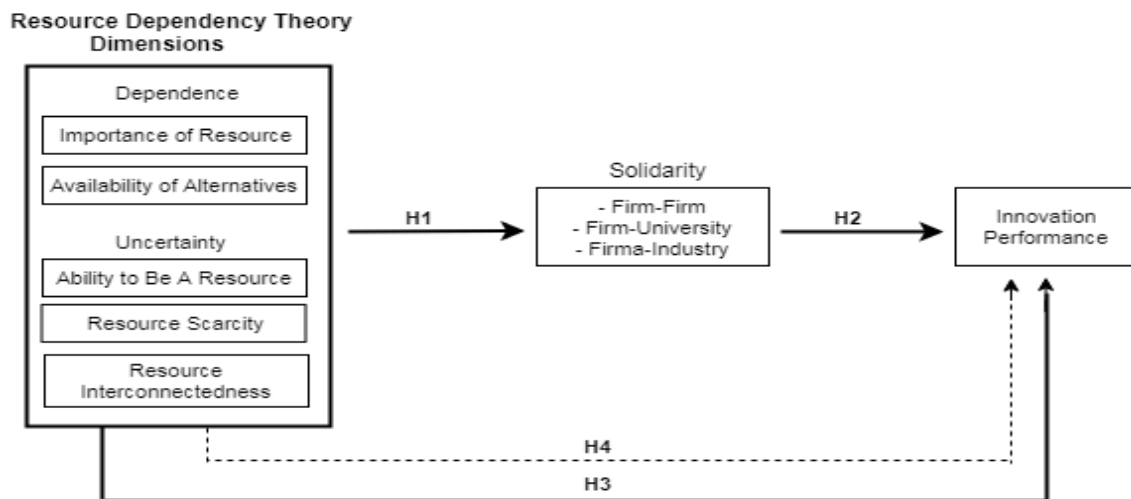 Resource Dependency Theory
Dimensions
Dependence
Importance of Resource
Availability of Alternatives
Uncertainty
Ability to Be A Resource
Resource Scarcity
Resource
Interconnectedness
H1
Solidarity
- Firm-Firm
- Firm-University
- Firma-Industry
H2
Innovation
Performance
H4
H3